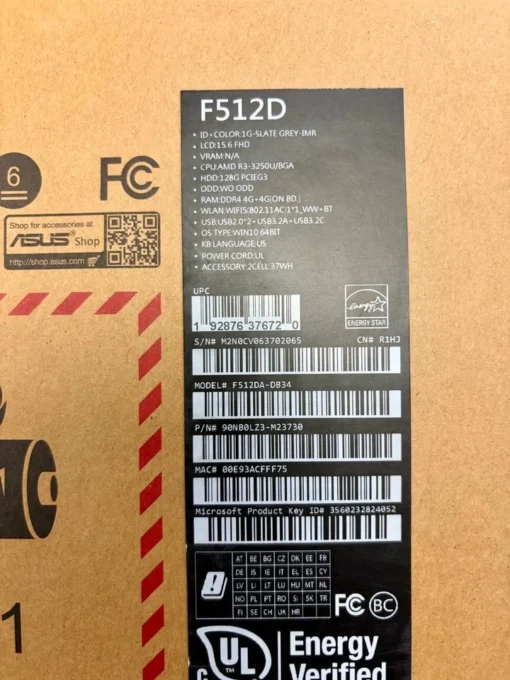 F512D
• ID+COLOR:1G-SLATE GREY-IMR
• LCD:15.6 FHD
• VRAM:N/A
• CPU:AMD R3-3250U/BGA
• HDD:128G PCIEG3
• ODD:WO ODD
• RAM:DDR4 4G+4G(ON BD.)
• WLAN:WIFI5(802.11AC)1*1_WW+BT
• USB:USB2.0*2+USB3.2A+USB3.2C
• OS TYPE:WIN10 64BIT
• KB LANGUAGE:US
• POWER CORD:UL
• ACCESSORY:2CELL 37WH
6
FC
Shop for accessories at
ASUS® Shop
http://shop.asus.com
UPC
1 92876 37672 0
energy
ENERGY STAR
S/N# M2N0CV063702065 CN# R1HJ
MODEL# F512DA-DB34
P/N# 90NB0LZ3-M23730
MAC# 00E93ACFFF75
Microsoft Product Key ID# 3560232824052
AT BE BG CZ DK EE FR
DE IS IE IT EL ES CY
LV LI LT LU HU MT NL
NO PL PT RO SI SK TR
FI SE CH UK HR
FC BC
1
C UL Energy
Verified